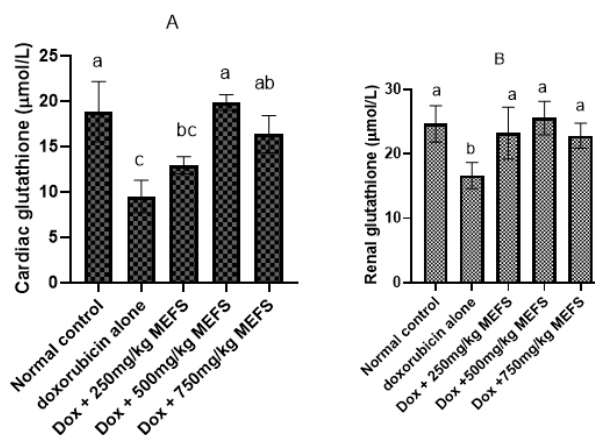 A
Cardiac glutathione (μmol/L)
25
20
15
10
5
0
a
c
bc
a
ab
Normal control
doxorubicin alone
Dox + 250mg/kg MEFS
Dox + 500mg/kg MEFS
Dox + 750mg/kg MEFS
B
Renal glutathione (μmol/L)
30
20
10
0
a
b
a
a
a
Normal control
doxorubicin alone
Dox + 250mg/kg MEFS
Dox +500mg/kg MEFS
Dox +750mg/kg MEFS